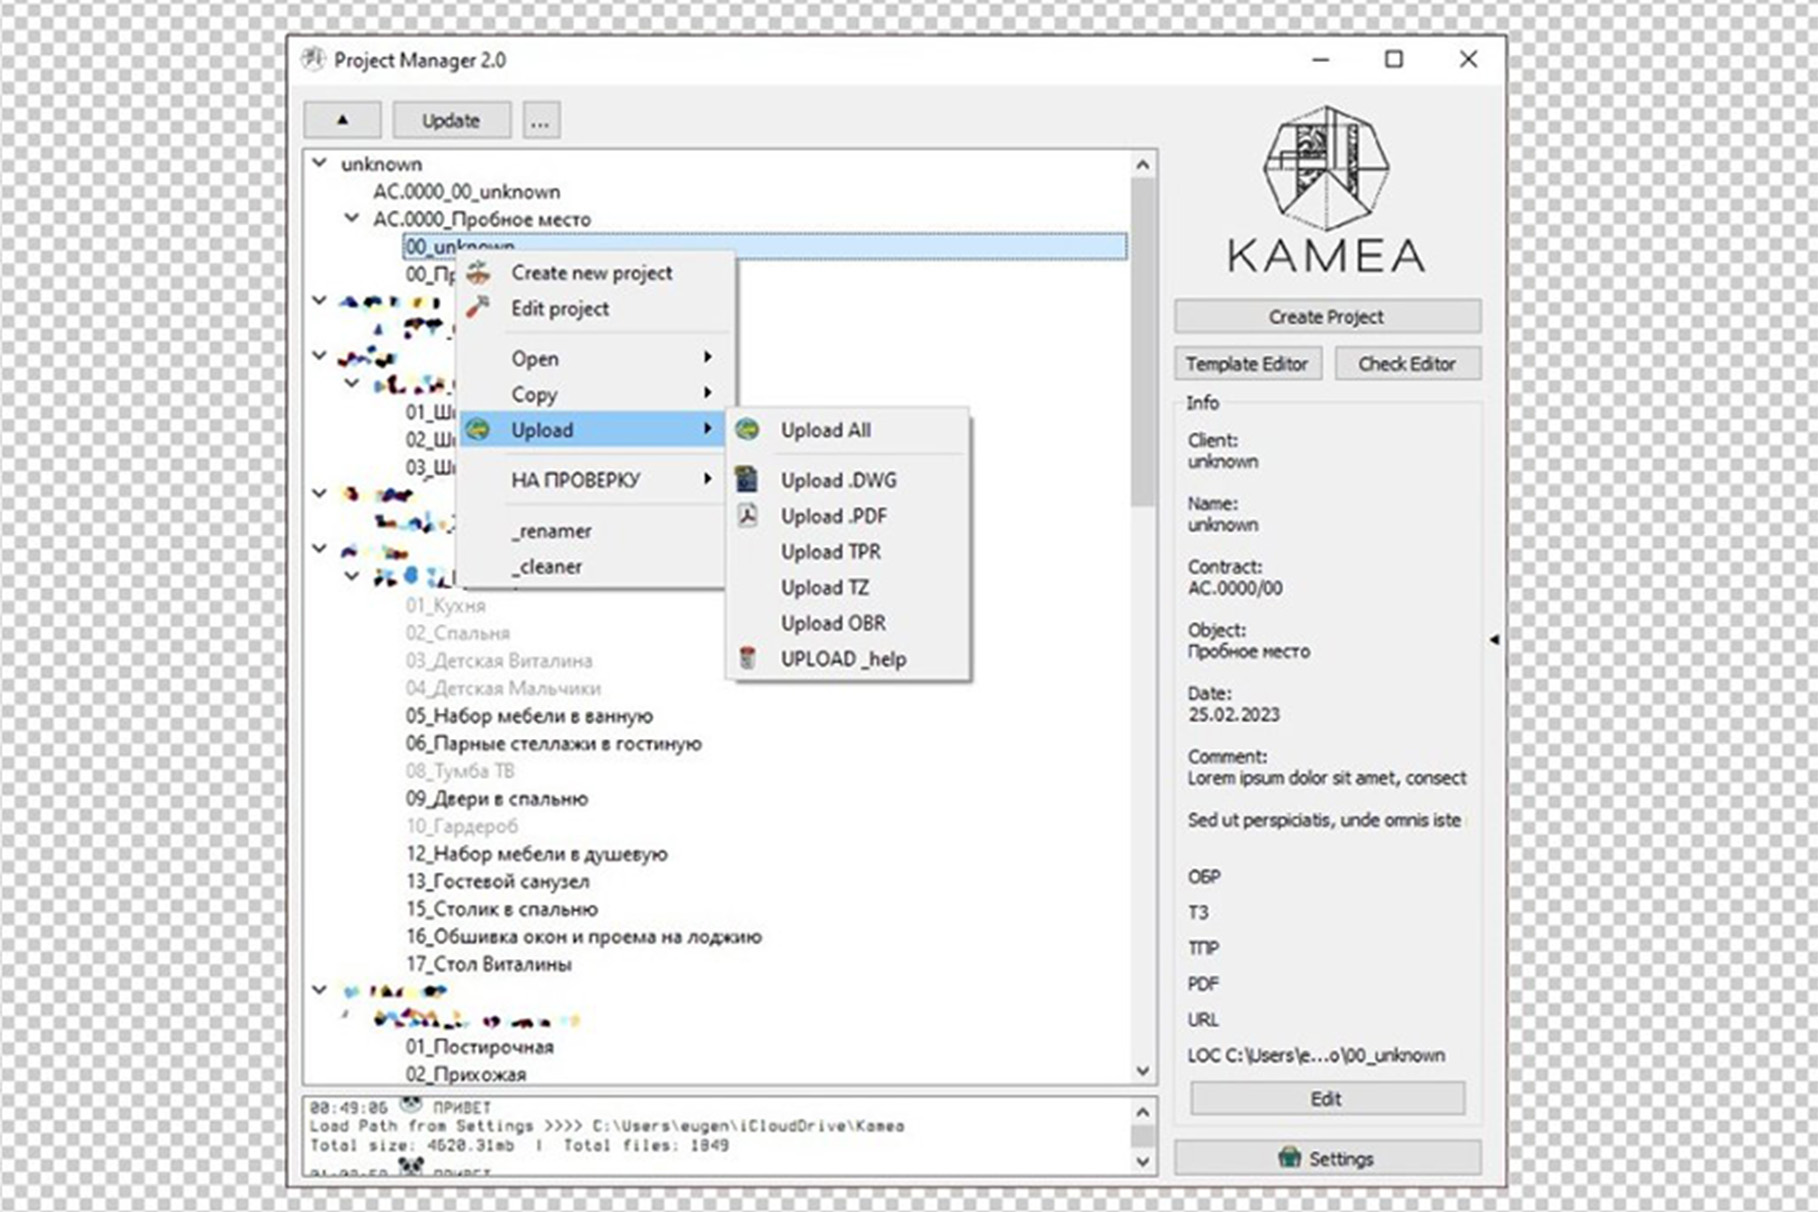 Project Manager 2.0
▲ Update ...
unknown
AC.0000_00_unknown
AC.0000_Пробное место
00_unknown
00_Пр
01_Ш
02_Ш
03_Ш
01_Кухня
02_Спальня
03_Детская Виталина
04_Детская Мальчики
05_Набор мебели в ванную
06_Парные стеллажи в гостиную
08_Тумба ТВ
09_Двери в спальню
10_Гардероб
12_Набор мебели в душевую
13_Гостевой санузел
15_Столик в спальню
16_Обшивка окон и проема на лоджию
17_Стол Виталины
01_Постирочная
02_Прихожая
Create new project
Edit project
Open
Copy
Upload
НА ПРОВЕРКУ
_renamer
_cleaner
Upload All
Upload .DWG
Upload .PDF
Upload TPR
Upload TZ
Upload OBR
UPLOAD _help
00:49:06 ПРИВЕТ
Load Path from Settings >>>> C:\Users\eugen\iCloudDrive\Kamea
Total size: 4620.31mb | Total files: 1849
ПРИВЕТ
KAMEA
Create Project
Template Editor Check Editor
Info
Client:
unknown
Name:
unknown
Contract:
AC.0000/00
Object:
Пробное место
Date:
25.02.2023
Comment:
Lorem ipsum dolor sit amet, consect
Sed ut perspiciatis, unde omnis iste
ОБР
ТЗ
ТПР
PDF
URL
LOC C:\Users\e...o\00_unknown
Edit
Settings